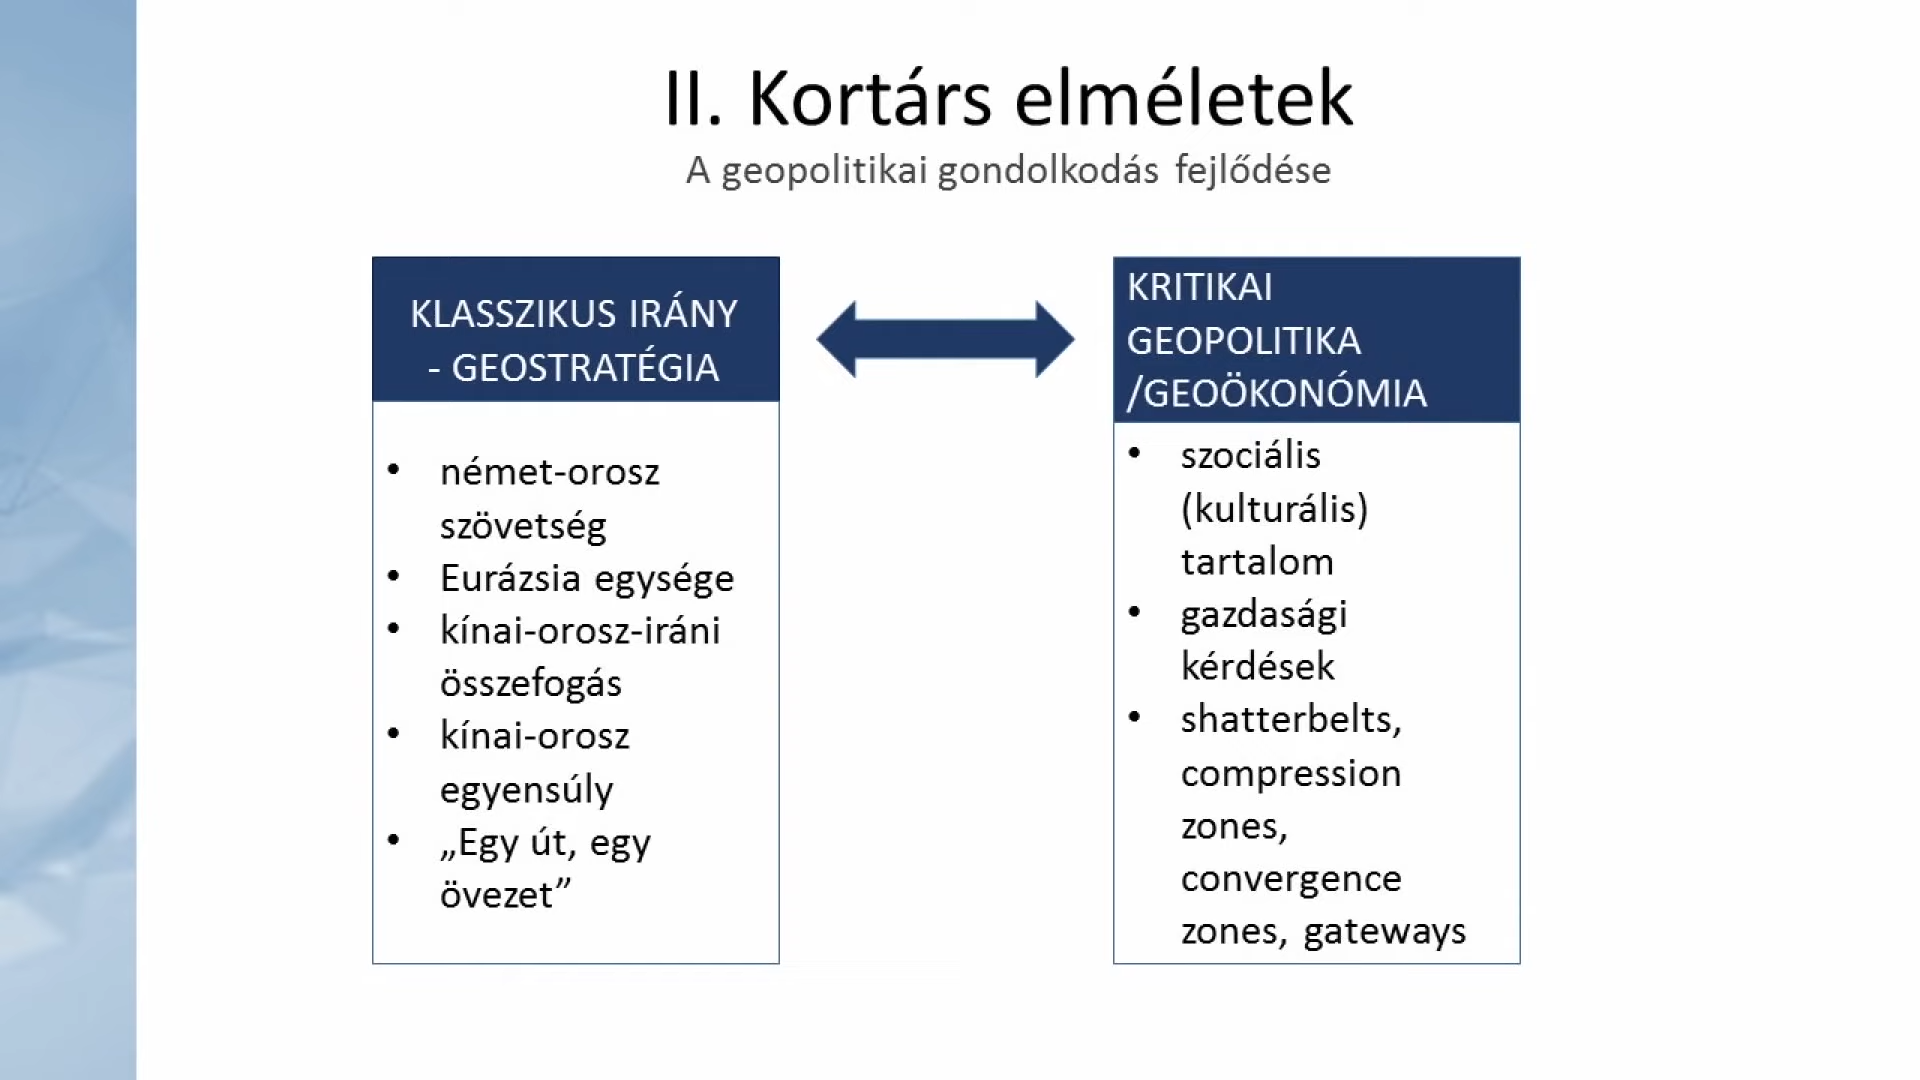 II. Kortárs elméletek
A geopolitikai gondolkodás fejlődése
KLASSZIKUS IRÁNY
- GEOSTRATÉGIA
• német-orosz
szövetség
• Eurázsia egysége
• kínai-orosz-iráni
összefogás
• kínai-orosz
egyensúly
• „Egy út, egy
övezet”
KRITIKAI
GEOPOLITIKA
/GEOÖKONÓMIA
• szociális
(kulturális)
tartalom
• gazdasági
kérdések
• shatterbelts,
compression
zones,
convergence
zones, gateways